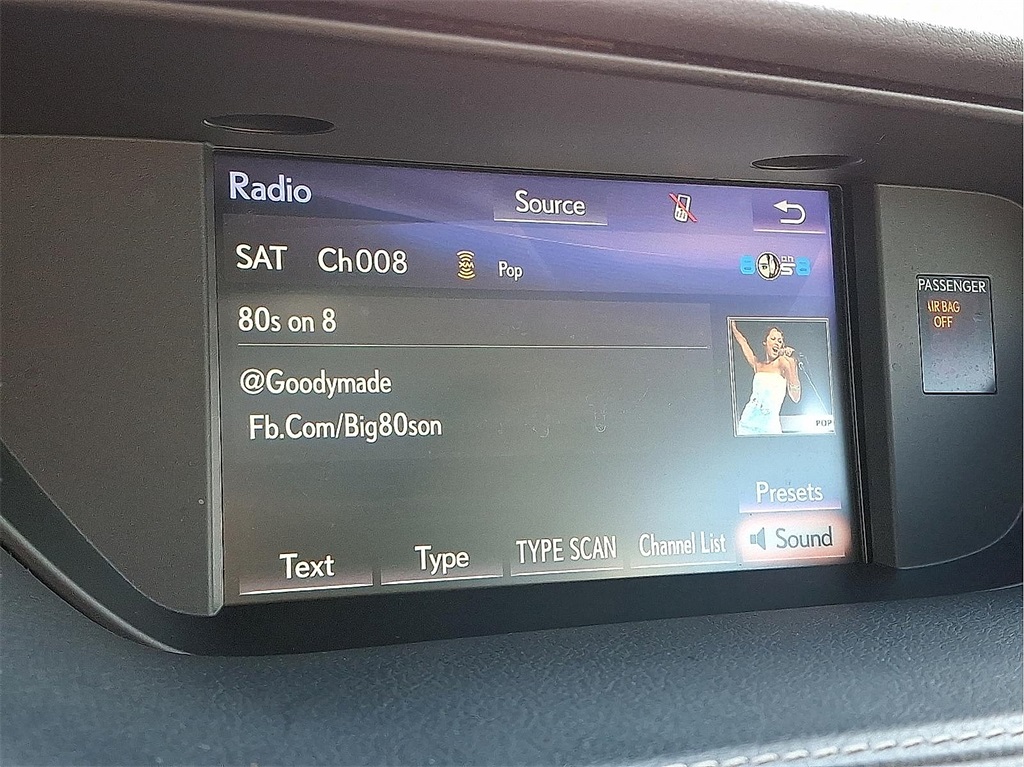 Radio
Source
SAT Ch008 XM Pop
80s on 8
@Goodymade
Fb.Com/Big80son
POP
Presets
Text Type TYPE SCAN Channel List Sound
PASSENGER
AIR BAG
OFF